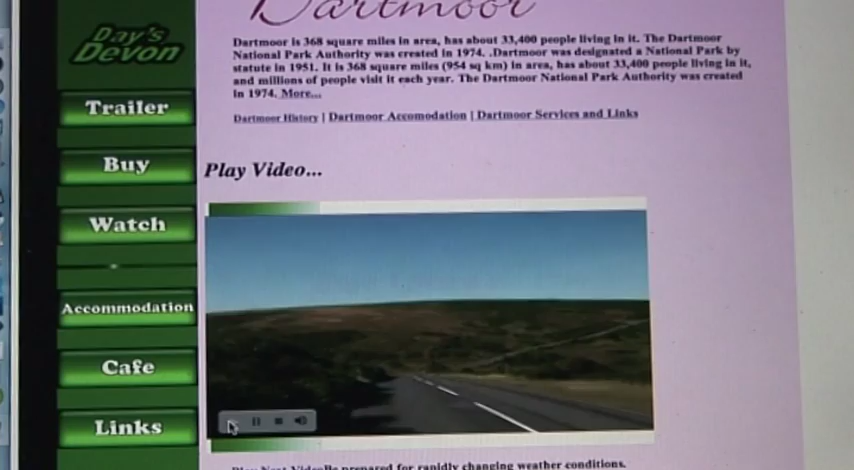 Dartmoor
Day's
Devon
Dartmoor is 368 square miles in area, has about 33,400 people living in it. The Dartmoor
National Park Authority was created in 1974. .Dartmoor was designated a National Park by
statute in 1951. It is 368 square miles (954 sq km) in area, has about 33,400 people living in it,
and millions of people visit it each year. The Dartmoor National Park Authority was created
in 1974. More...
Dartmoor History | Dartmoor Accomodation | Dartmoor Services and Links
Trailer
Buy
Watch
Accommodation
Cafe
Links
Play Video...
prepared for rapidly changing weather conditions.